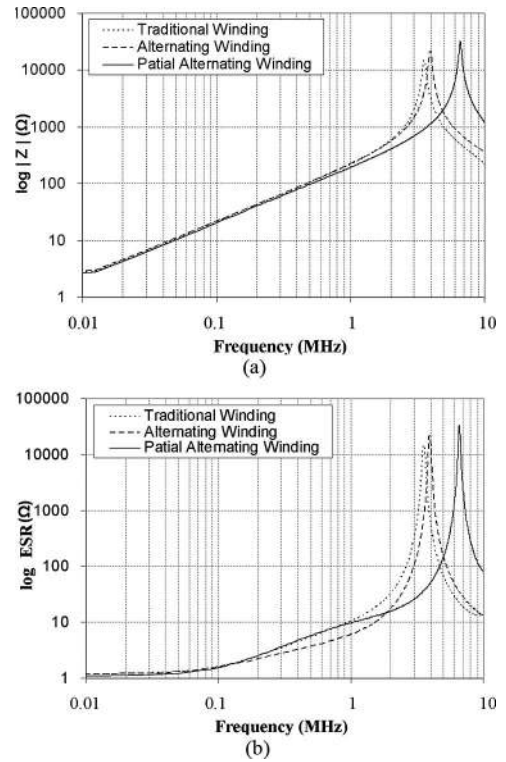 100000
10000
1000
100
10
1
log | Z | (Ω)
Traditional Winding
Alternating Winding
Patial Alternating Winding
0.01
0.1
1
10
Frequency (MHz)
(a)
100000
10000
1000
100
10
1
log ESR (Ω)
Traditional Winding
Alternating Winding
Patial Alternating Winding
0.01
0.1
1
10
Frequency (MHz)
(b)